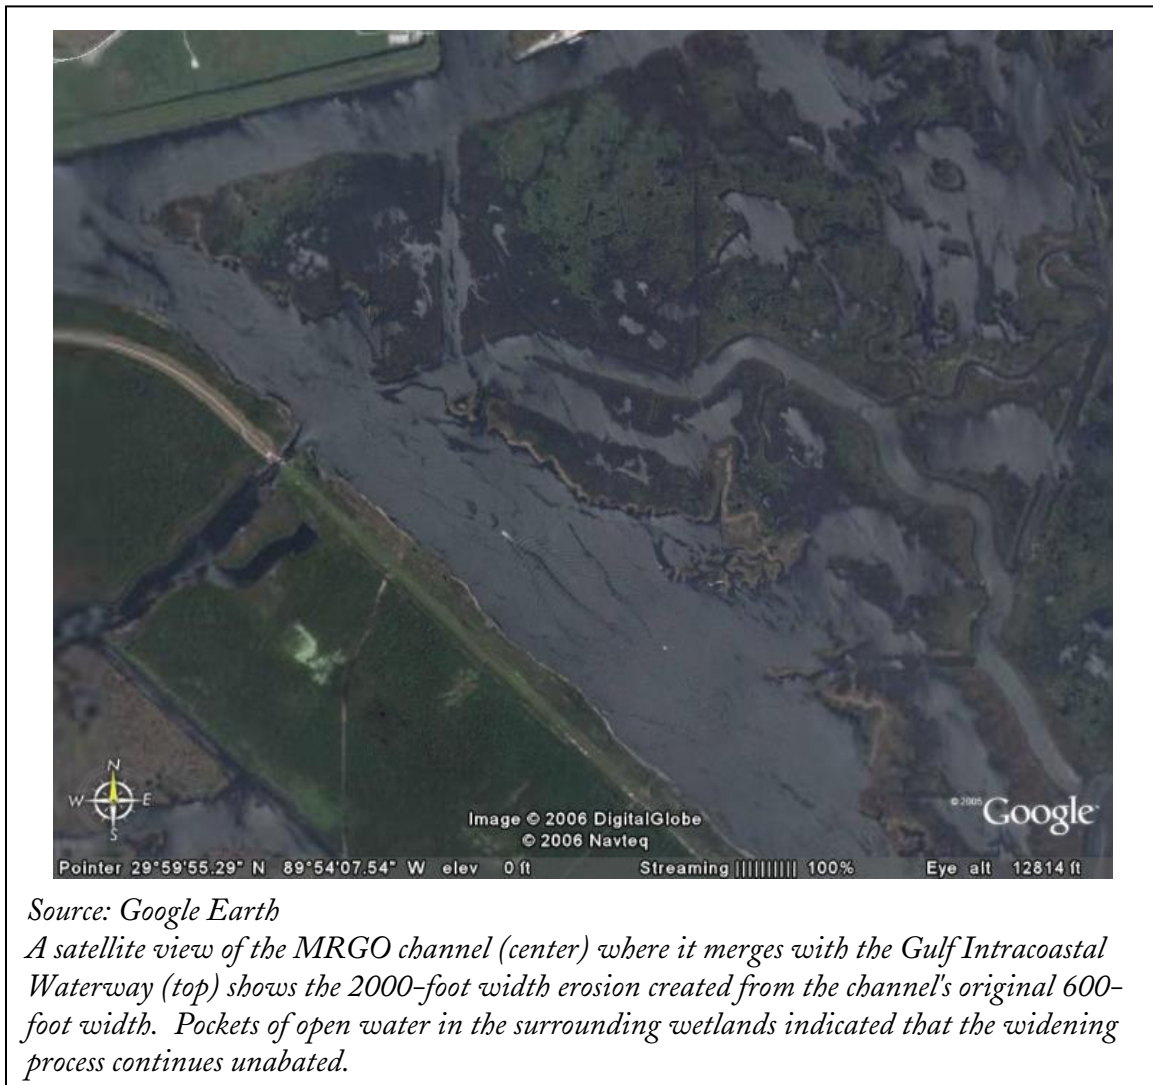 N
W E
S
Image © 2006 DigitalGlobe
© 2006 Navteq
© 2005 Google
Pointer 29°59'55.29" N 89°54'07.54" W elev 0 ft Streaming |||||||||| 100% Eye alt 12814 ft
Source: Google Earth
A satellite view of the MRGO channel (center) where it merges with the Gulf Intracoastal
Waterway (top) shows the 2000-foot width erosion created from the channel's original 600-
foot width. Pockets of open water in the surrounding wetlands indicated that the widening
process continues unabated.